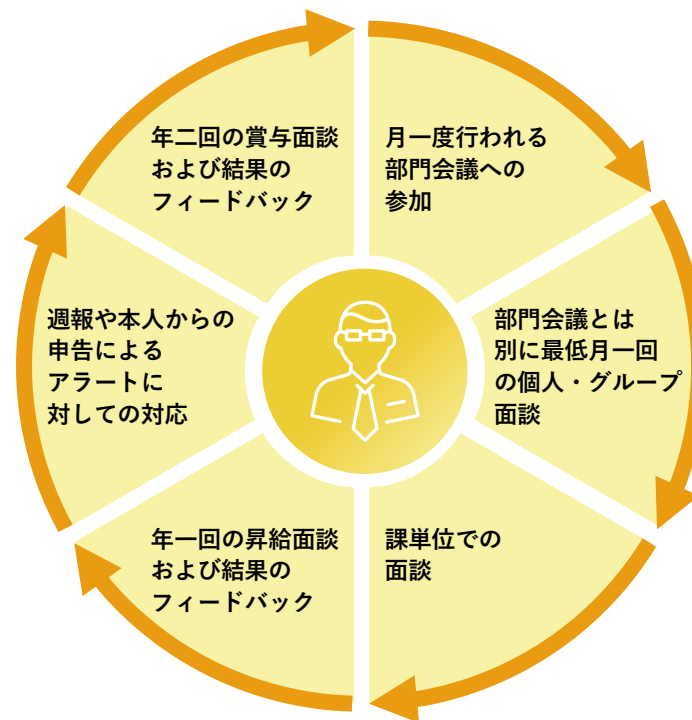 年二回の賞与面談
および結果の
フィードバック
月一度行われる
部門会議への
参加
部門会議とは
別に最低月一回
の個人・グループ
面談
課単位での
面談
年一回の昇給面談
および結果の
フィードバック
週報や本人からの
申告による
アラートに
対しての対応